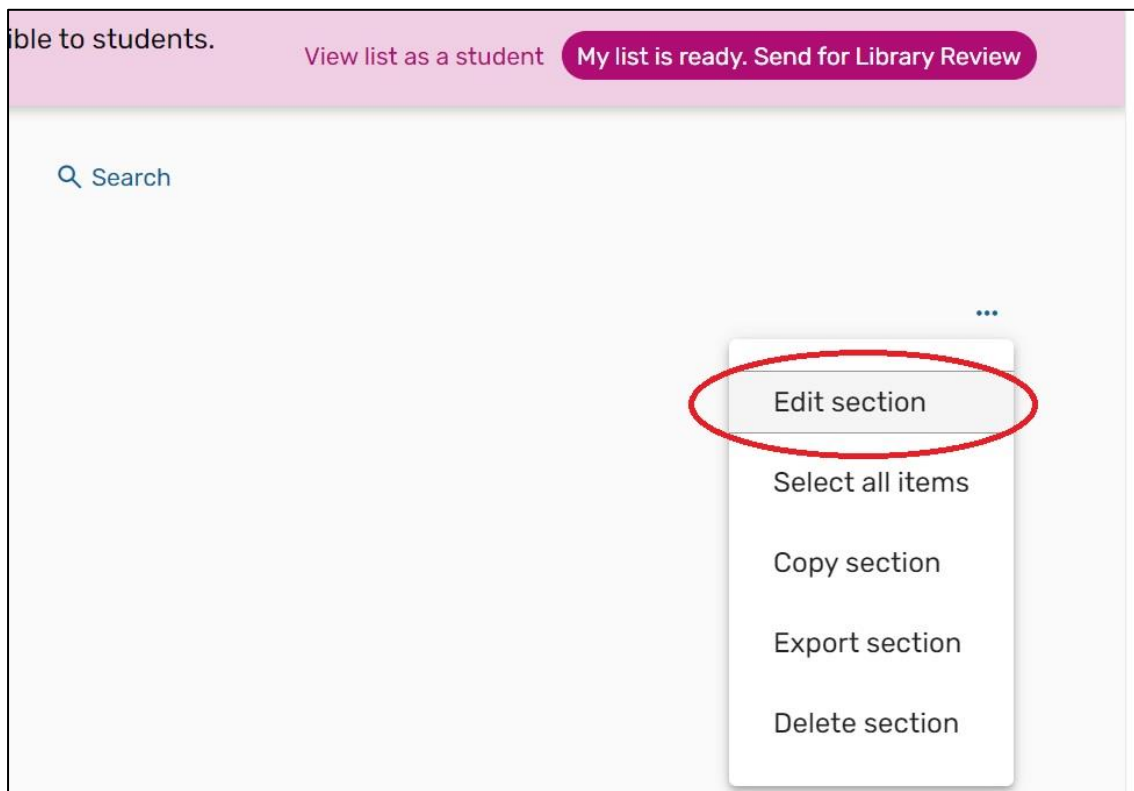 ible to students.
View list as a student My list is ready. Send for Library Review
Search
Edit section
Select all items
Copy section
Export section
Delete section